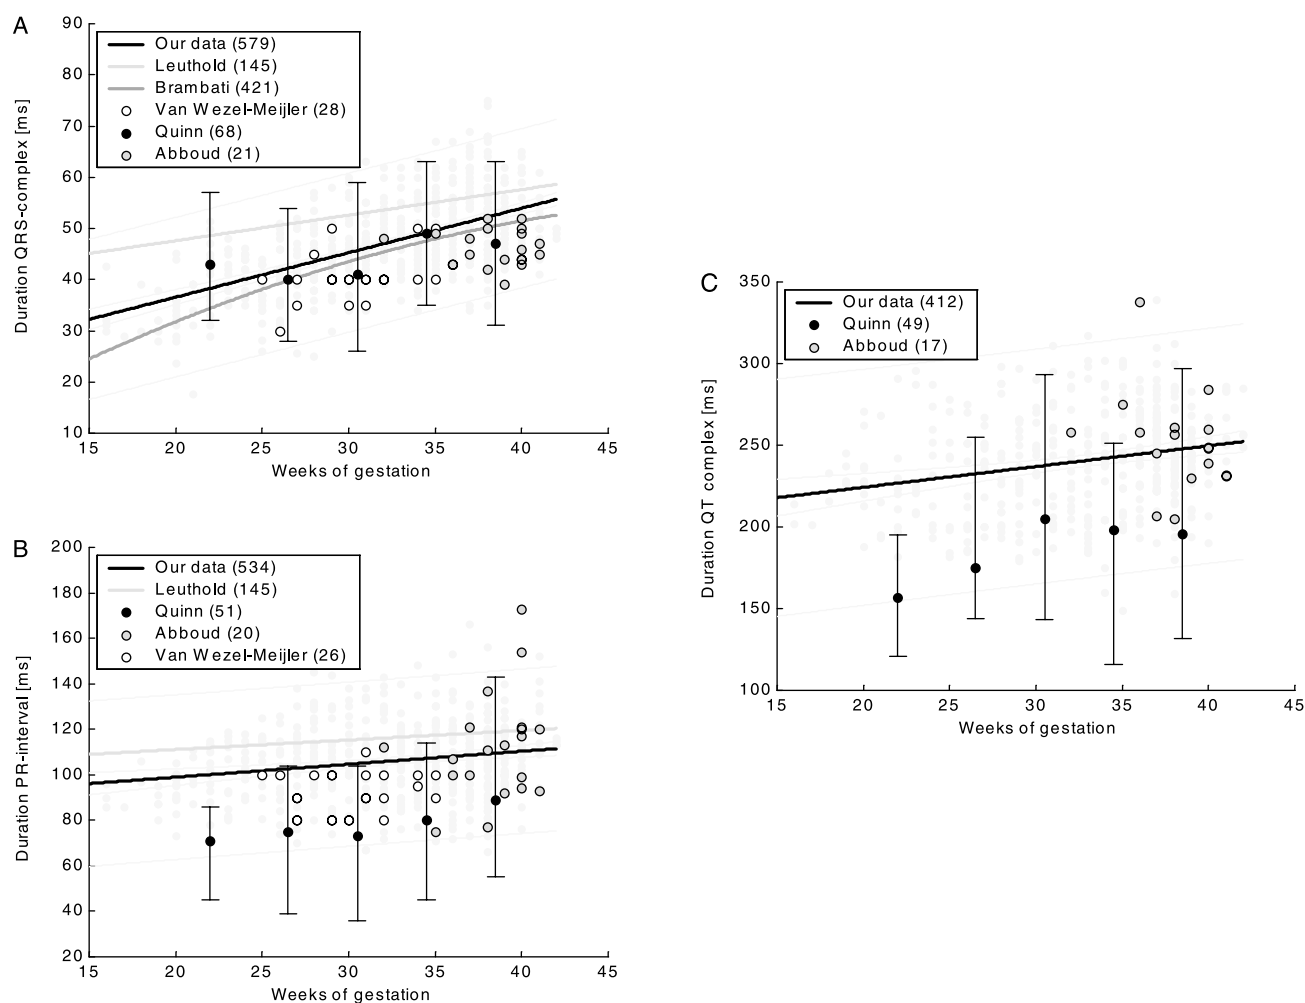 A
90
80
70
60
50
40
30
20
10
Duration QRS-complex [ms]
Our data (579)
Leuthold (145)
Brambati (421)
Van Wezel-Meijler (28)
Quinn (68)
Abboud (21)
15 20 25 30 35 40 45
Weeks of gestation
B
200
180
160
140
120
100
80
60
40
20
Duration PR-interval [ms]
Our data (534)
Leuthold (145)
Quinn (51)
Abboud (20)
Van Wezel-Meijler (26)
15 20 25 30 35 40 45
Weeks of gestation
C
350
300
250
200
150
100
Duration QT complex [ms]
Our data (412)
Quinn (49)
Abboud (17)
15 20 25 30 35 40 45
Weeks of gestation